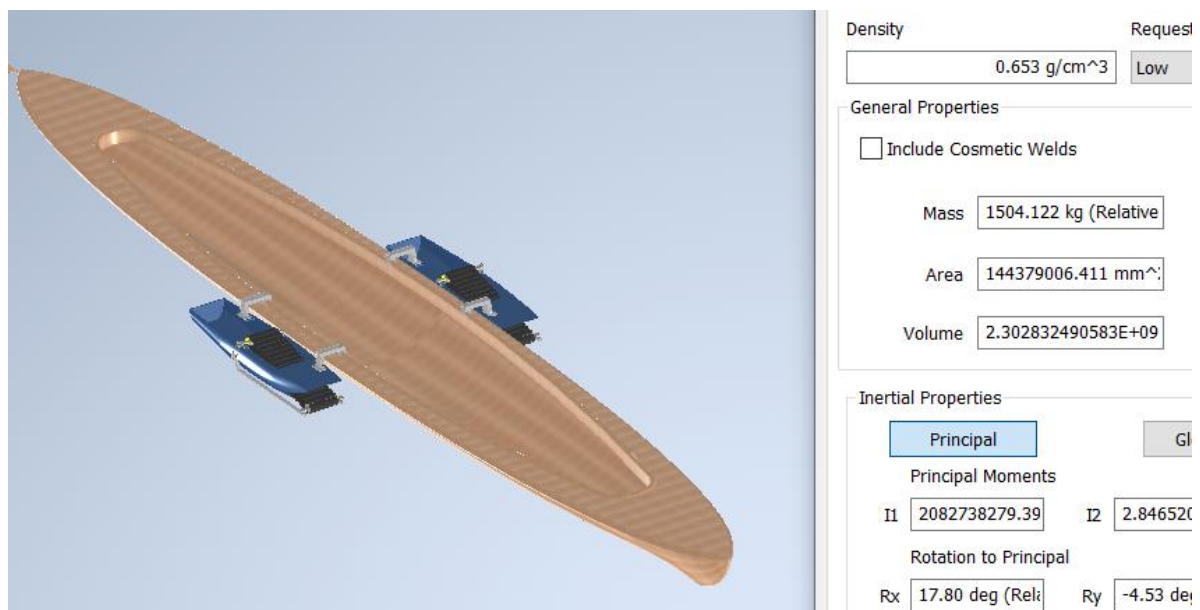 Density Request
0.653 g/cm^3 Low
General Properties
Include Cosmetic Welds
Mass 1504.122 kg (Relative
Area 144379006.411 mm^
Volume 2.302832490583E+09
Inertial Properties
Principal Gl
Principal Moments
I1 2082738279.39 I2 2.846520
Rotation to Principal
Rx 17.80 deg (Rela Ry -4.53 deg